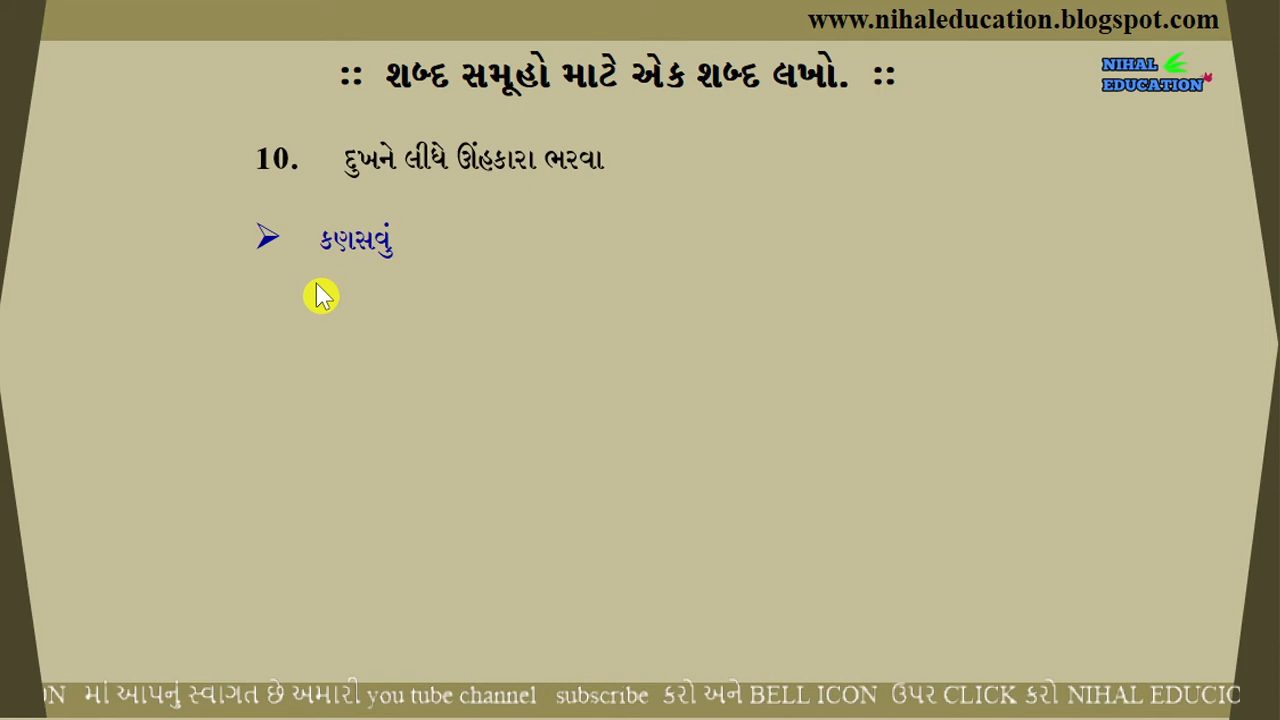 www.nihaleducation.blogspot.com
:: શબ્દ સમૂહો માટે એક શબ્દ લખો. ::
NIHAL
EDUCATION
10. દુખને લીધે ઊંહકારા ભરવા
➢ કણસવું
ON માં આપનું સ્વાગત છે અમારી you tube channel subscribe કરો અને BELL ICON ઉપર CLICK કરો NIHAL EDUCIC